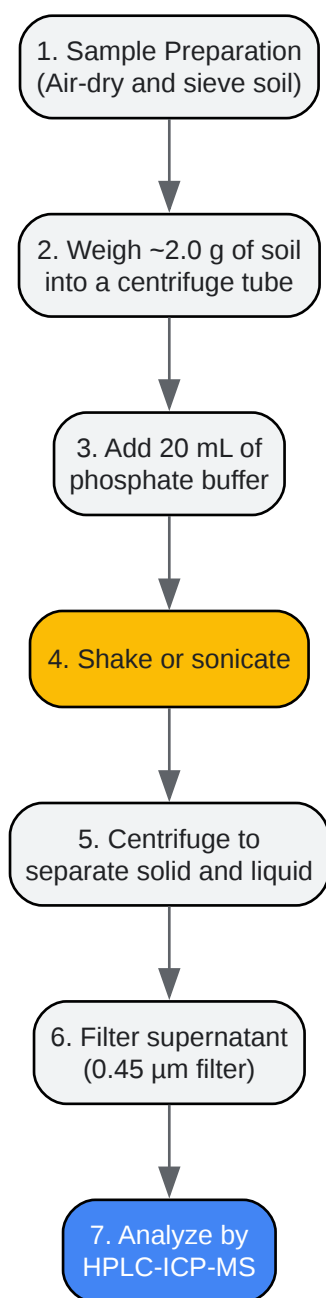 1. Sample Preparation
(Air-dry and sieve soil)
2. Weigh ~2.0 g of soil
into a centrifuge tube
3. Add 20 mL of
phosphate buffer
4. Shake or sonicate
5. Centrifuge to
separate solid and liquid
6. Filter supernatant
(0.45 µm filter)
7. Analyze by
HPLC-ICP-MS